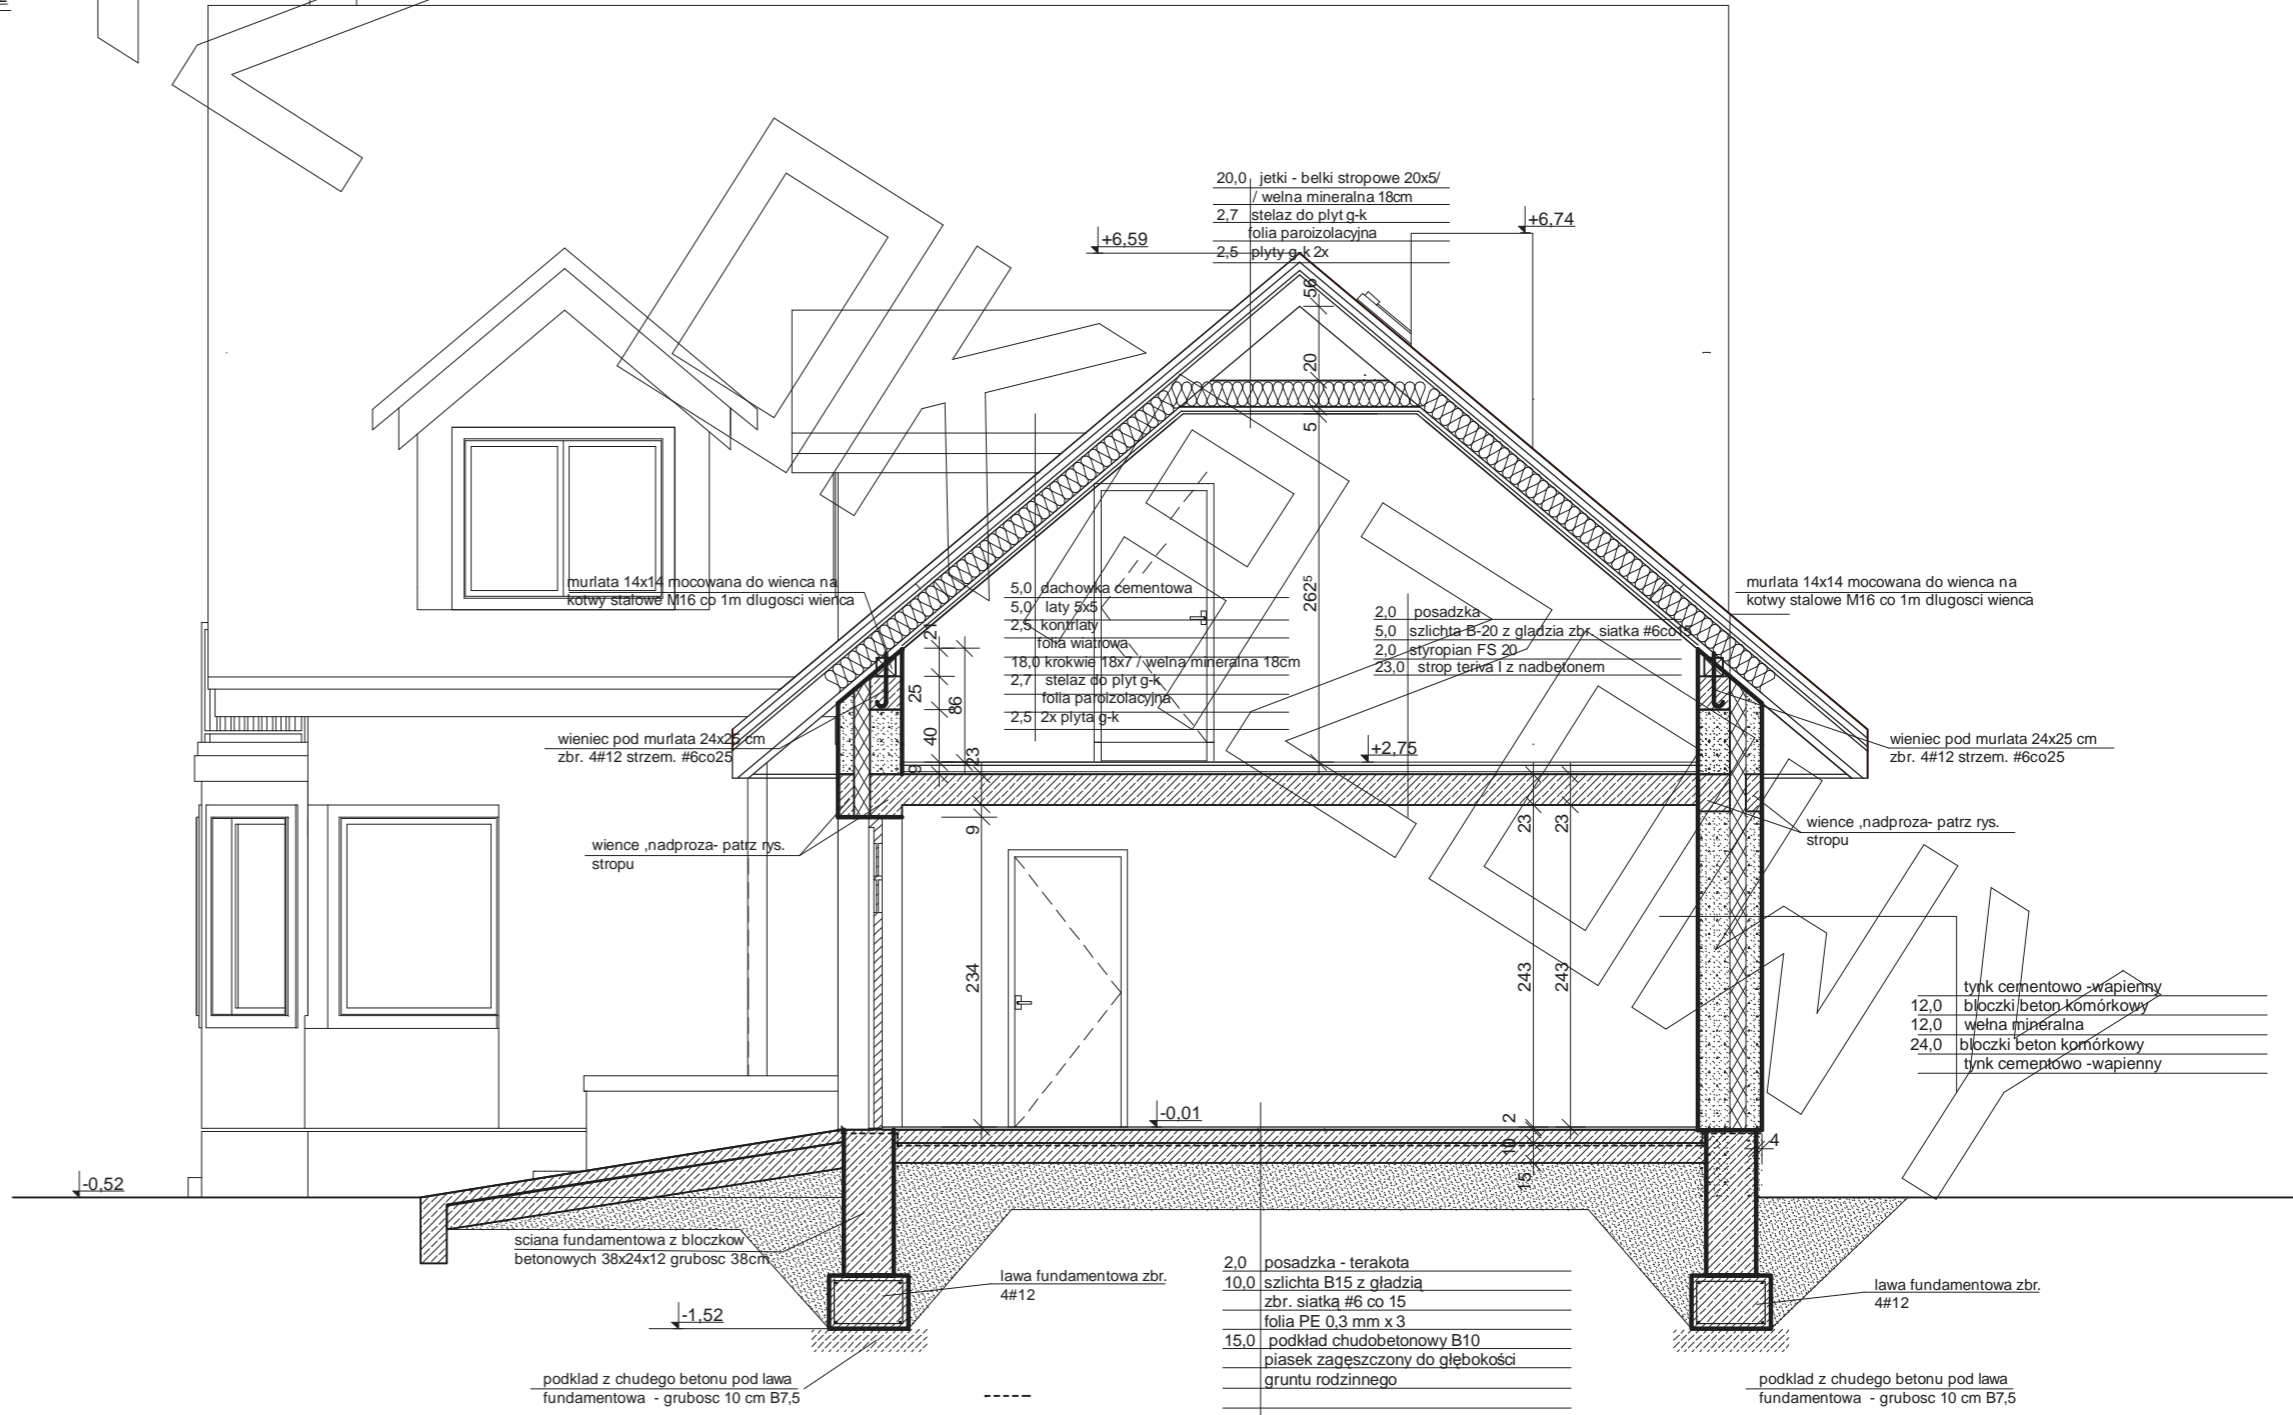 20,0 jetki - belki stropowe 20x5/
/ welna mineralna 18cm
2,7 stelaz do plyt g-k
folia paroizolacyjna
2,5 plyty g-k 2x
+6,59
+6,74
56
20
5
2625
murlata 14x14 mocowana do wienca na
kotwy stalowe M16 co 1m dlugosci wienca
5,0 dachowka cementowa
5,0 laty 5x5
2,5 kontrlaty
folia wiatrowa
18,0 krokwie 18x7 / welna mineralna 18cm
2,7 stelaz do plyt g-k
folia paroizolacyjna
2,5 2x plyta g-k
2,0 posadzka
5,0 szlichta B-20 z gladzia zbr. siatka #6co15
2,0 styropian FS 20
23,0 strop teriva I z nadbetonem
murlata 14x14 mocowana do wienca na
kotwy stalowe M16 co 1m dlugosci wienca
21
25
86
40
23
9
+2,75
wieniec pod murlata 24x25 cm
zbr. 4#12 strzem. #6co25
wieniec pod murlata 24x25 cm
zbr. 4#12 strzem. #6co25
9
23
23
wience ,nadproza- patrz rys.
stropu
wience ,nadproza- patrz rys.
stropu
234
243
243
tynk cementowo -wapienny
12,0 bloczki beton komórkowy
12,0 wełna mineralna
24,0 bloczki beton komórkowy
tynk cementowo -wapienny
-0,01
2
10
15
4
-0,52
sciana fundamentowa z bloczkow
betonowych 38x24x12 grubosc 38cm
lawa fundamentowa zbr.
4#12
-1,52
2,0 posadzka - terakota
10,0 szlichta B15 z gładzią
zbr. siatką #6 co 15
folia PE 0,3 mm x 3
15,0 podkład chudobetonowy B10
piasek zagęszczony do głębokości
gruntu rodzinnego
lawa fundamentowa zbr.
4#12
podklad z chudego betonu pod lawa
fundamentowa - grubosc 10 cm B7,5
podklad z chudego betonu pod lawa
fundamentowa - grubosc 10 cm B7,5